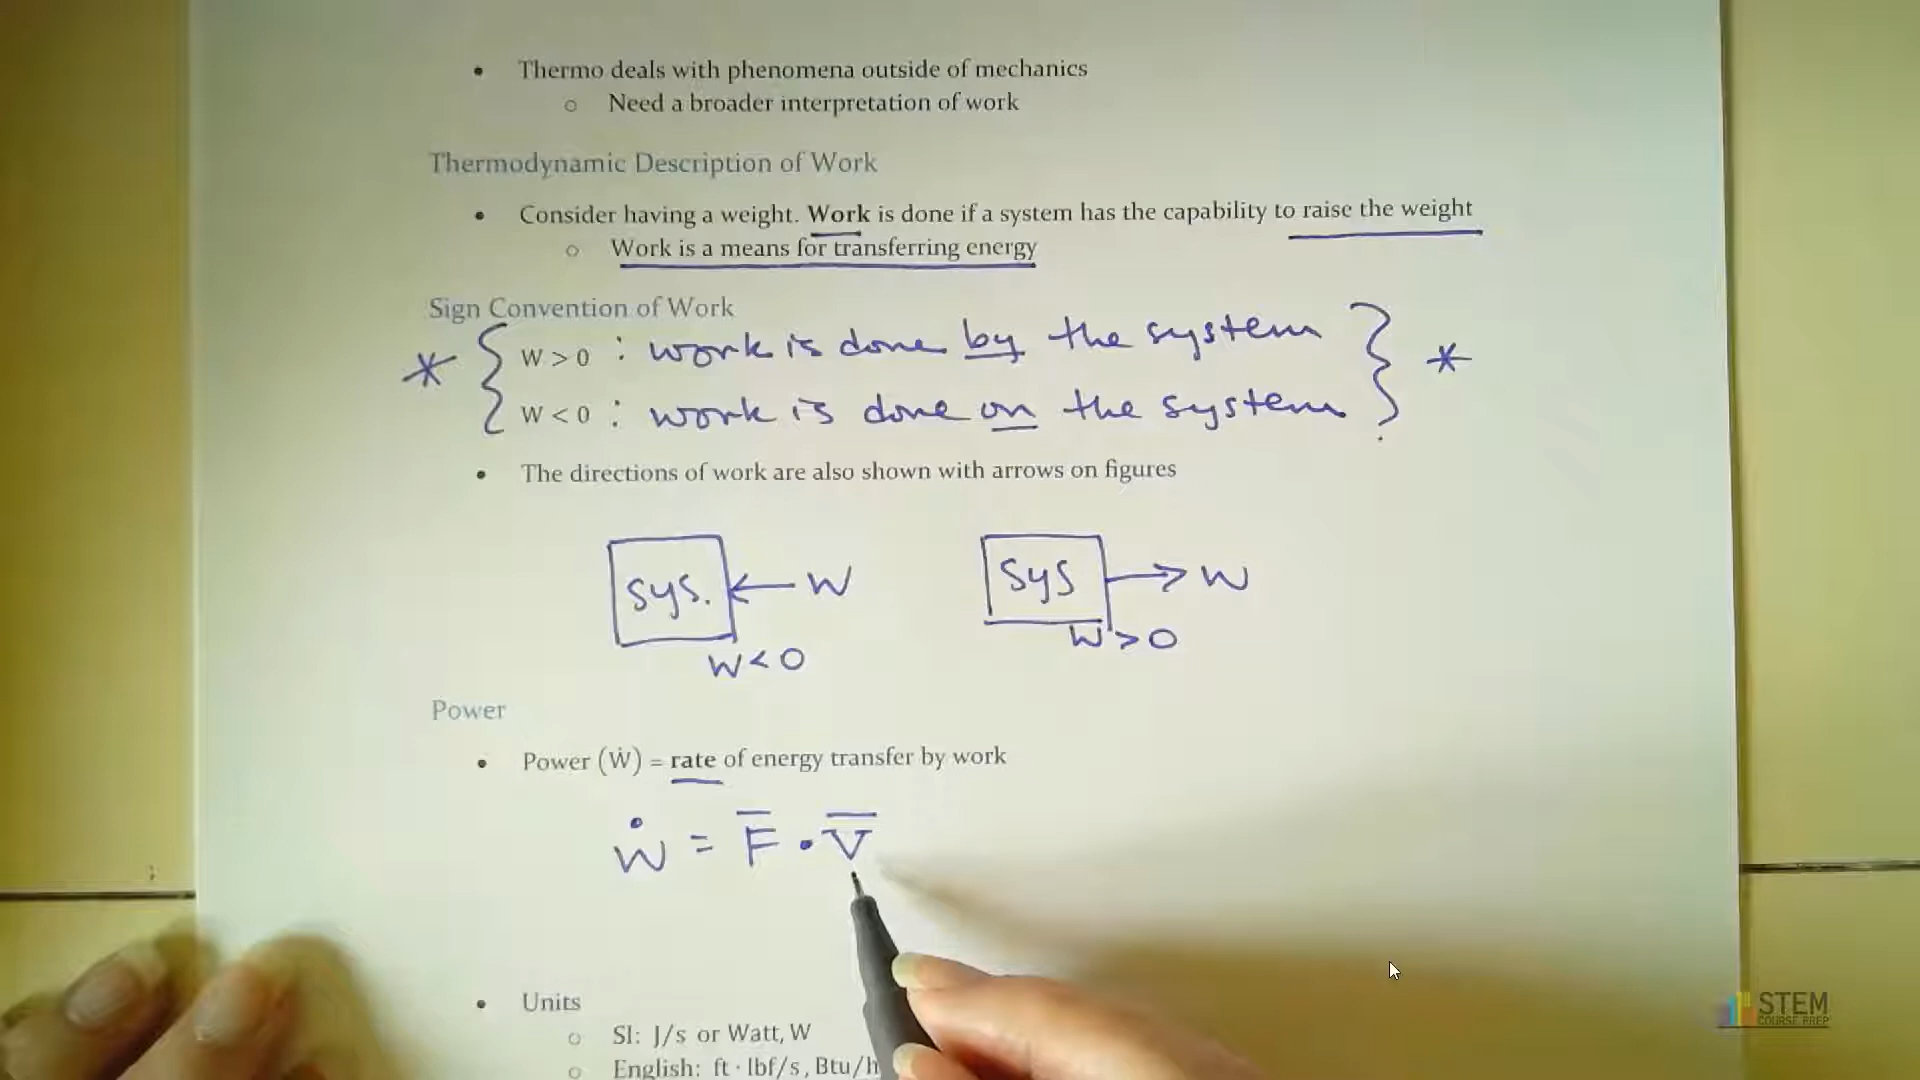 • Thermo deals with phenomena outside of mechanics
○ Need a broader interpretation of work
Thermodynamic Description of Work
• Consider having a weight. Work is done if a system has the capability to raise the weight
○ Work is a means for transferring energy
Sign Convention of Work
* { W > 0 : work is done by the system } *
W < 0 : work is done on the system
• The directions of work are also shown with arrows on figures
sys. ← W
W < 0
sys → W
W > 0
Power
• Power (Ẇ) = rate of energy transfer by work
Ẇ = F̅ • V̅
• Units
○ SI: J/s or Watt, W
○ English: ft · lbf/s, Btu/h
STEM
COURSE PREP